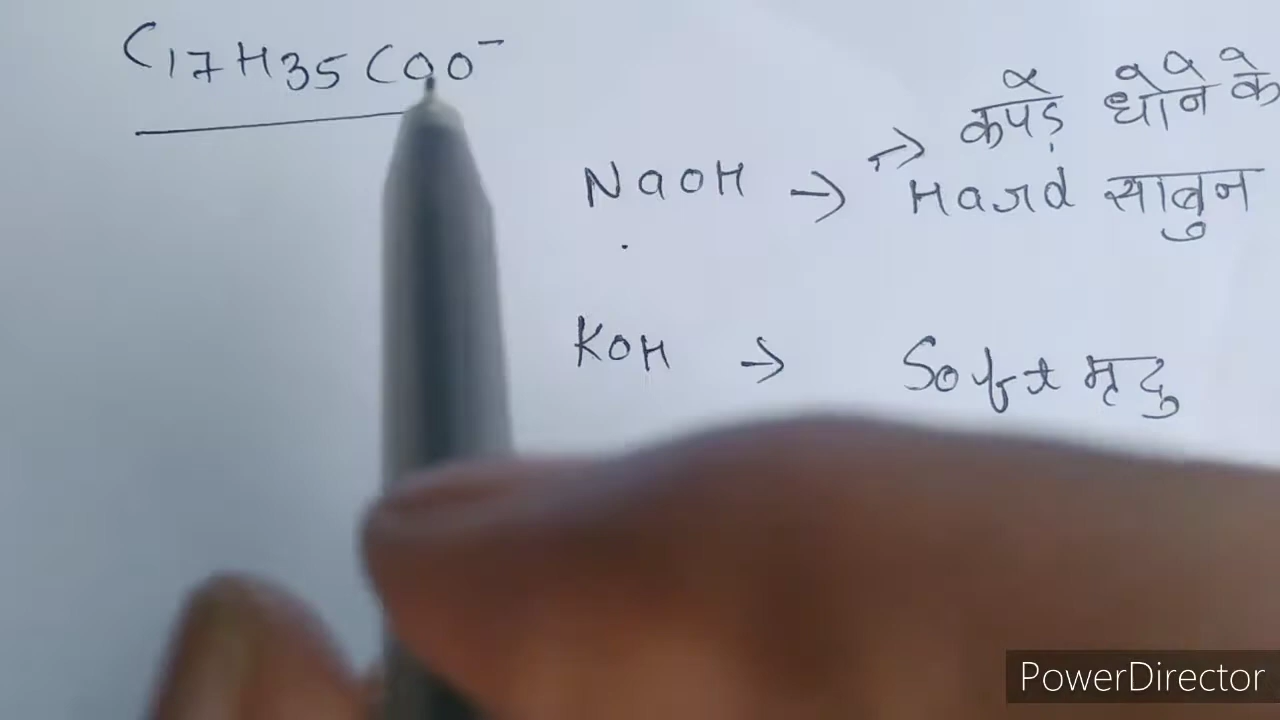 C17H35COO⁻
कपड़े धोने के
NaOH → Hard साबुन
KOH → Soft मृदु
PowerDirector